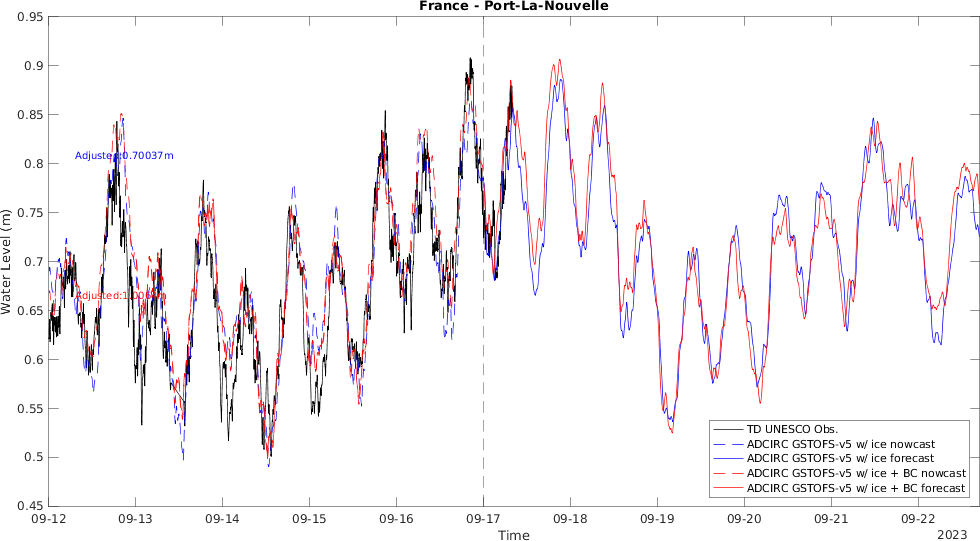 France - Port-La-Nouvelle
0.95
0.9
0.85
0.8
0.75
0.7
0.65
0.6
0.55
0.5
0.45
Water Level (m)
Adjusted:0.70037m
TD UNESCO Obs.
ADCIRC GSTOFS-v5 w/ ice nowcast
ADCIRC GSTOFS-v5 w/ ice forecast
ADCIRC GSTOFS-v5 w/ ice + BC nowcast
ADCIRC GSTOFS-v5 w/ ice + BC forecast
09-12 09-13 09-14 09-15 09-16 09-17 09-18 09-19 09-20 09-21 09-22
Time
2023